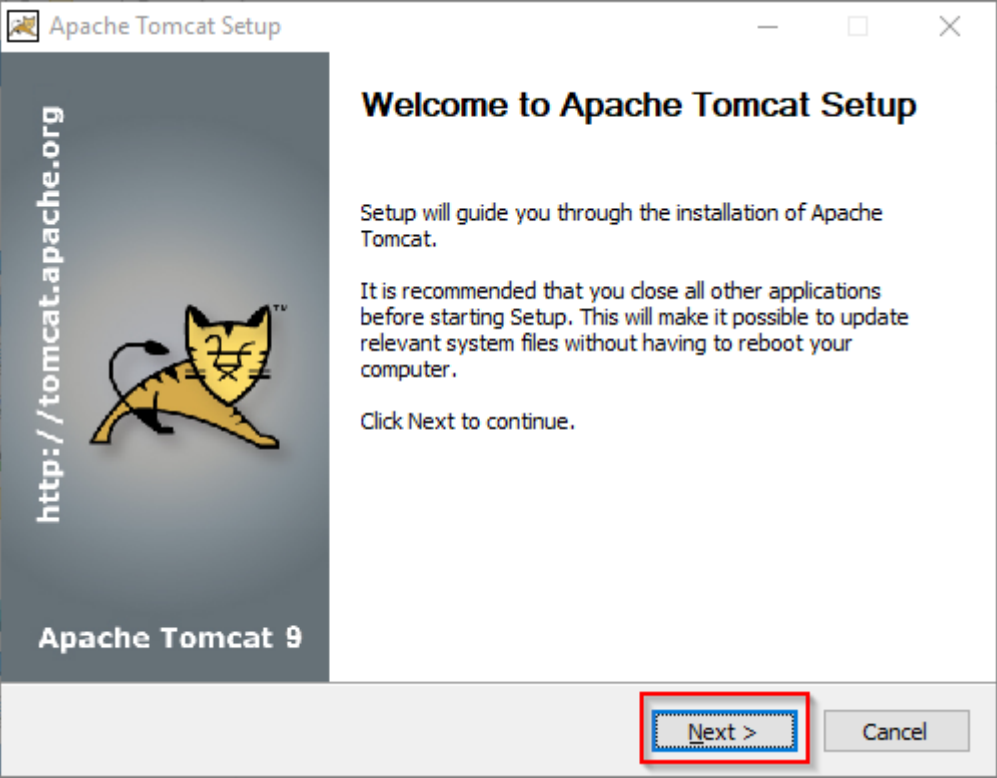 Apache Tomcat Setup
http://tomcat.apache.org
TM
Apache Tomcat 9
Welcome to Apache Tomcat Setup
Setup will guide you through the installation of Apache
Tomcat.
It is recommended that you close all other applications
before starting Setup. This will make it possible to update
relevant system files without having to reboot your
computer.
Click Next to continue.
Next >
Cancel